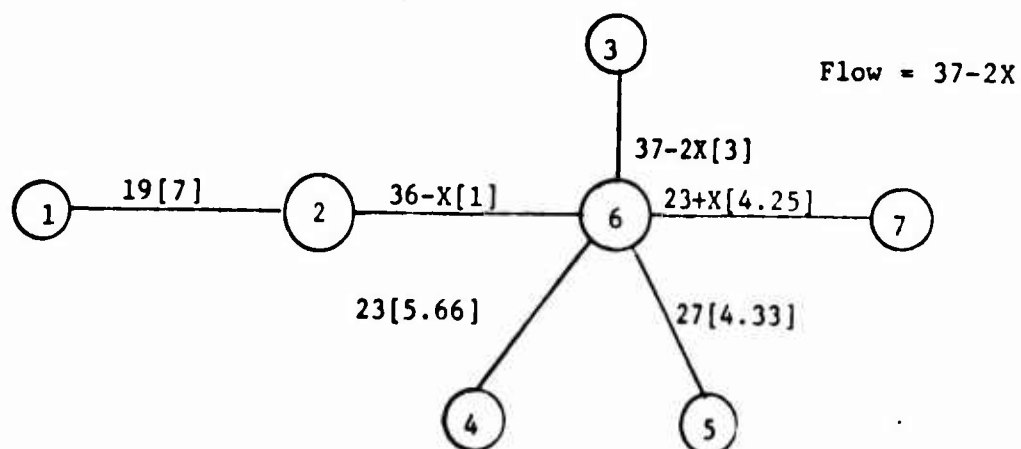 3
Flow = 37-2X
37-2X[3]
19[7]
36-X[1]
23+X[4.25]
1
2
6
7
23[5.66]
27[4.33]
4
5